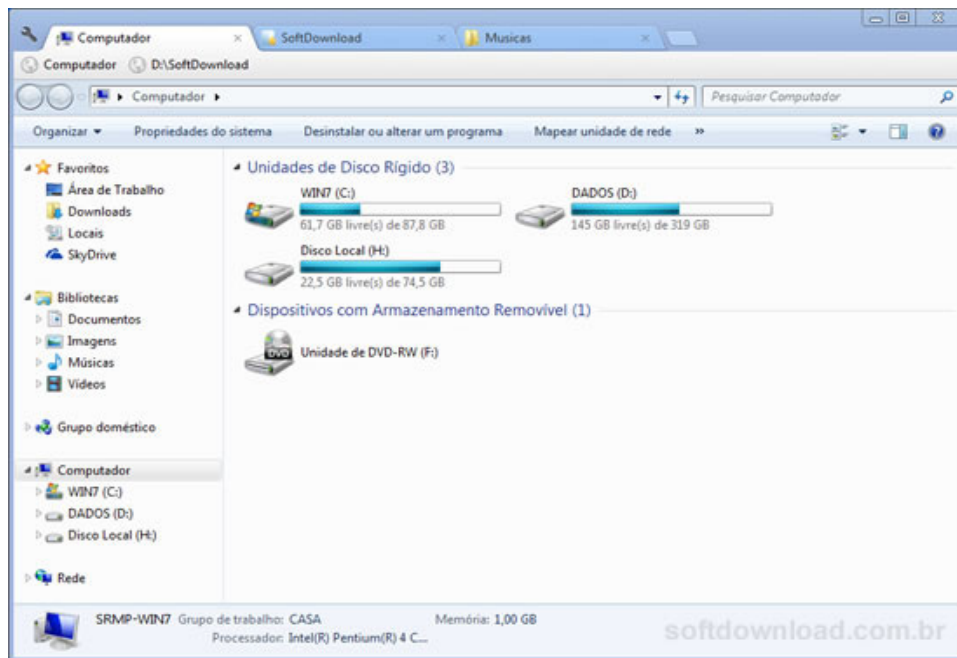 Computador SoftDownload Musicas
Computador D:\SoftDownload
Computador Pesquisar Computador
Organizar Propriedades do sistema Desinstalar ou alterar um programa Mapear unidade de rede »
Favoritos
Área de Trabalho
Downloads
Locais
SkyDrive
Bibliotecas
Documentos
Imagens
Músicas
Vídeos
Grupo doméstico
Computador
WIN7 (C:)
DADOS (D:)
Disco Local (H:)
Rede
Unidades de Disco Rígido (3)
WIN7 (C:)
61,7 GB livre(s) de 87,8 GB
DADOS (D:)
145 GB livre(s) de 319 GB
Disco Local (H:)
22,5 GB livre(s) de 74,5 GB
Dispositivos com Armazenamento Removível (1)
DVD
Unidade de DVD-RW (F:)
SRMP-WIN7 Grupo de trabalho: CASA Memória: 1,00 GB
Processador: Intel(R) Pentium(R) 4 C...
softdownload.com.br